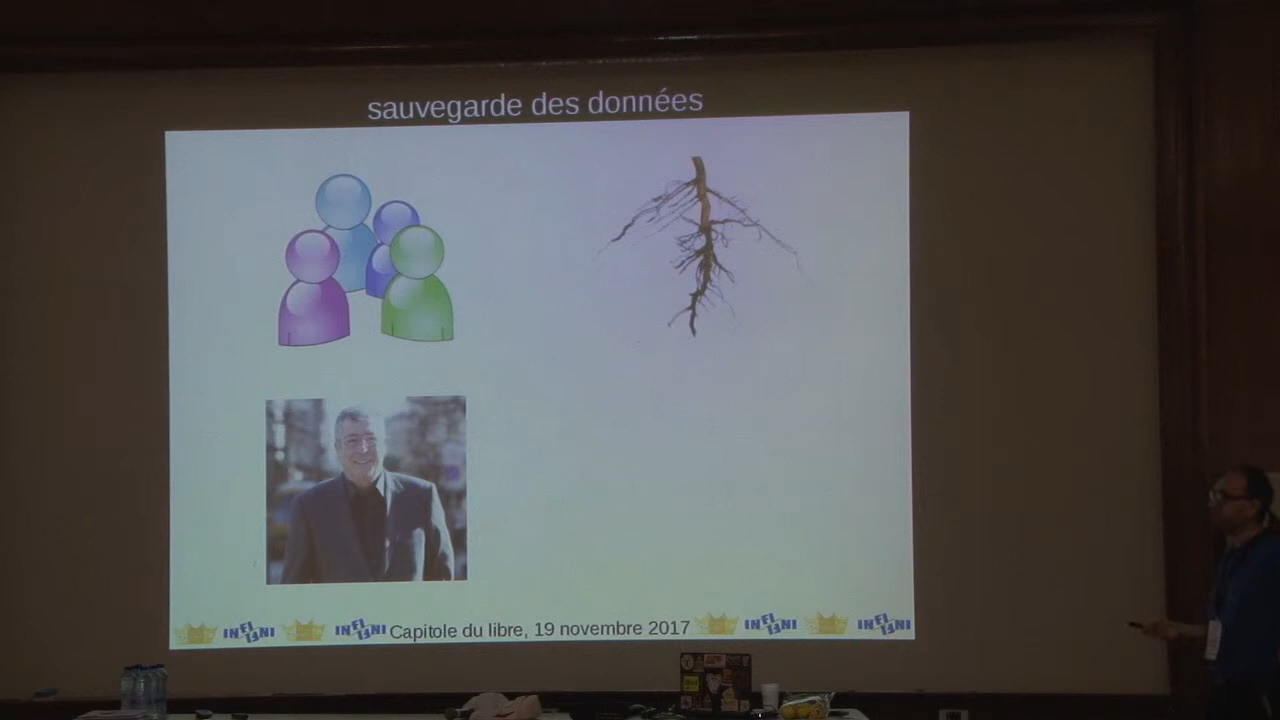 sauvegarde des données
INFINI INFINI Capitole du libre, 19 novembre 2017 INFINI INFINI